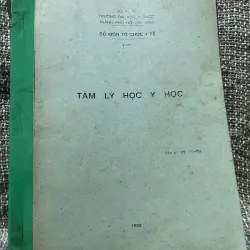 BỘ Y TẾ
TRƯỜNG ĐẠI HỌC Y DƯỢC
THÀNH PHỐ HỒ CHÍ MINH
BỘ MÔN TỔ CHỨC Y TẾ
TÂM LÝ HỌC Y HỌC